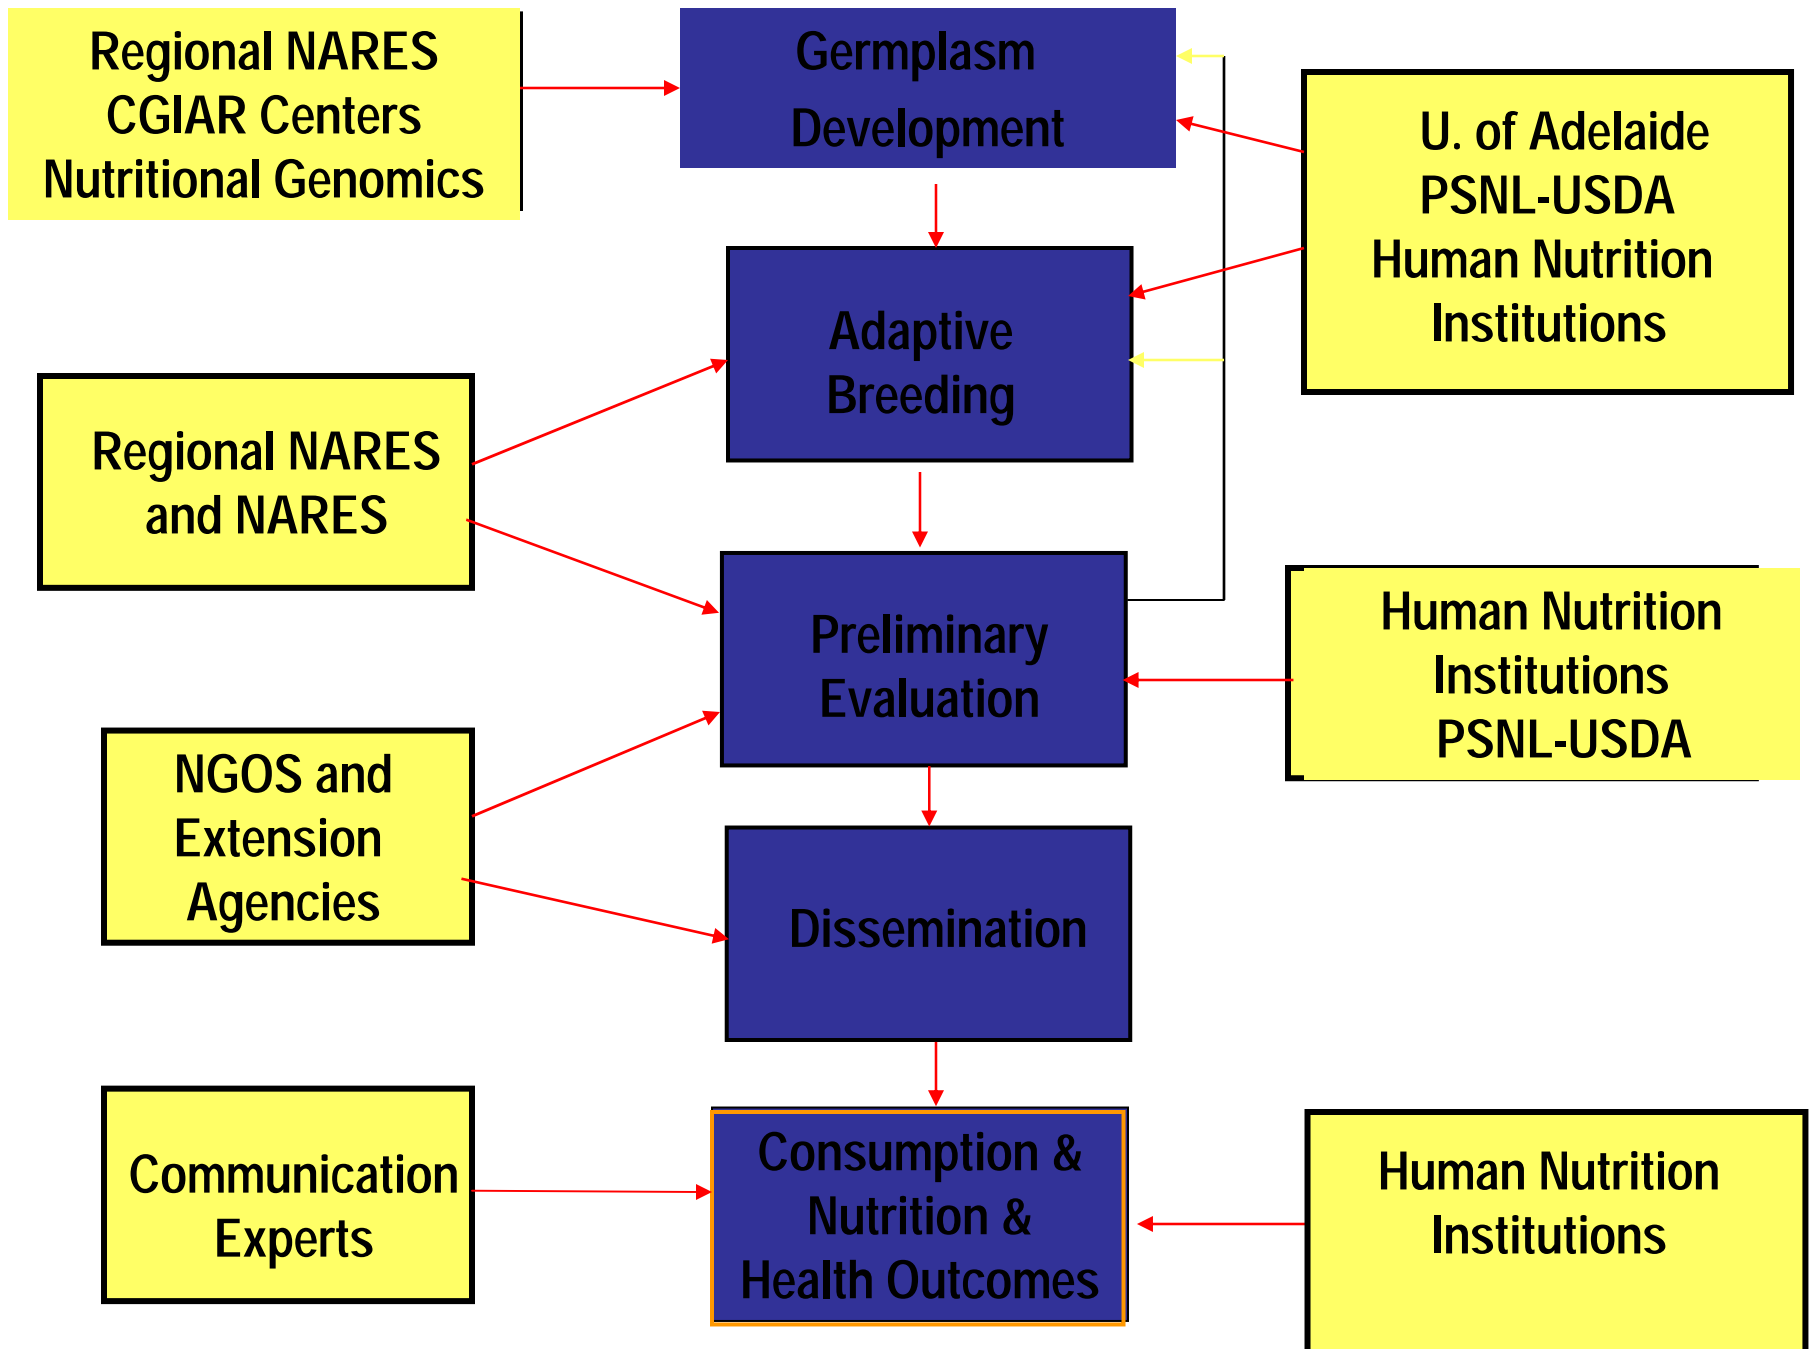 Regional NARES
CGIAR Centers
Nutritional Genomics
Germplasm
Development
U. of Adelaide
PSNL-USDA
Human Nutrition
Institutions
Adaptive
Breeding
Regional NARES
and NARES
Preliminary
Evaluation
Human Nutrition
Institutions
PSNL-USDA
NGOS and
Extension
Agencies
Dissemination
Communication
Experts
Consumption &
Nutrition &
Health Outcomes
Human Nutrition
Institutions